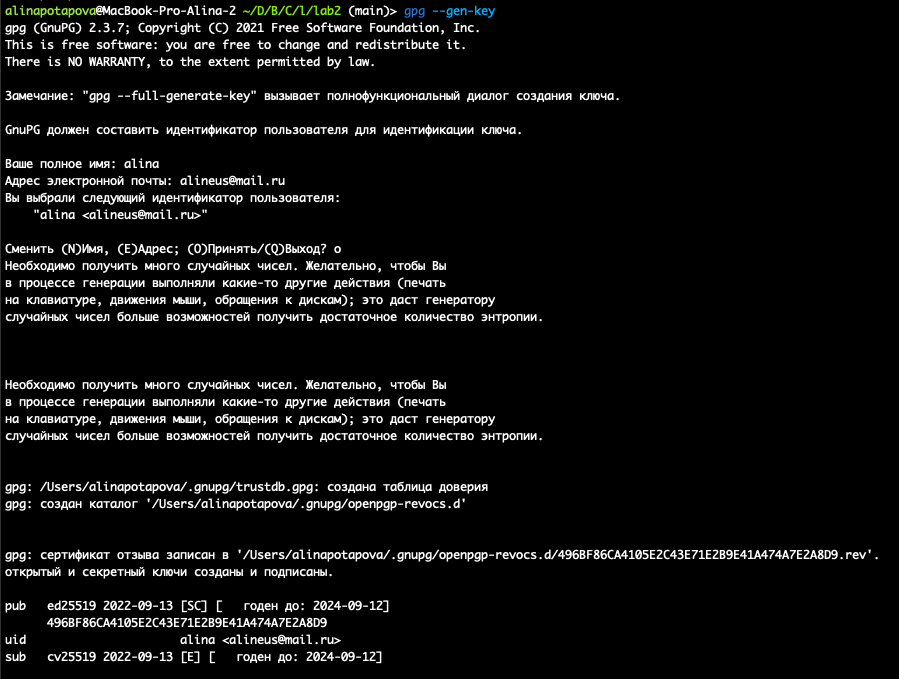 alinapotapova@MacBook-Pro-Alina-2 ~/D/B/C/l/lab2 (main)> gpg --gen-key
gpg (GnuPG) 2.3.7; Copyright (C) 2021 Free Software Foundation, Inc.
This is free software: you are free to change and redistribute it.
There is NO WARRANTY, to the extent permitted by law.
Замечание: "gpg --full-generate-key" вызывает полнофункциональный диалог создания ключа.
GnuPG должен составить идентификатор пользователя для идентификации ключа.
Ваше полное имя: alina
Адрес электронной почты: alineus@mail.ru
Вы выбрали следующий идентификатор пользователя:
"alina <alineus@mail.ru>"
Сменить (N)Имя, (E)Адрес; (O)Принять/(Q)Выход? o
Необходимо получить много случайных чисел. Желательно, чтобы Вы
в процессе генерации выполняли какие-то другие действия (печать
на клавиатуре, движения мыши, обращения к дискам); это даст генератору
случайных чисел больше возможностей получить достаточное количество энтропии.
Необходимо получить много случайных чисел. Желательно, чтобы Вы
в процессе генерации выполняли какие-то другие действия (печать
на клавиатуре, движения мыши, обращения к дискам); это даст генератору
случайных чисел больше возможностей получить достаточное количество энтропии.
gpg: /Users/alinapotapova/.gnupg/trustdb.gpg: создана таблица доверия
gpg: создан каталог '/Users/alinapotapova/.gnupg/openpgp-revocs.d'
gpg: сертификат отзыва записан в '/Users/alinapotapova/.gnupg/openpgp-revocs.d/496BF86CA4105E2C43E71E2B9E41A474A7E2A8D9.rev'.
открытый и секретный ключи созданы и подписаны.
pub   ed25519 2022-09-13 [SC] [   годен до: 2024-09-12]
496BF86CA4105E2C43E71E2B9E41A474A7E2A8D9
uid                      alina <alineus@mail.ru>
sub   cv25519 2022-09-13 [E] [   годен до: 2024-09-12]